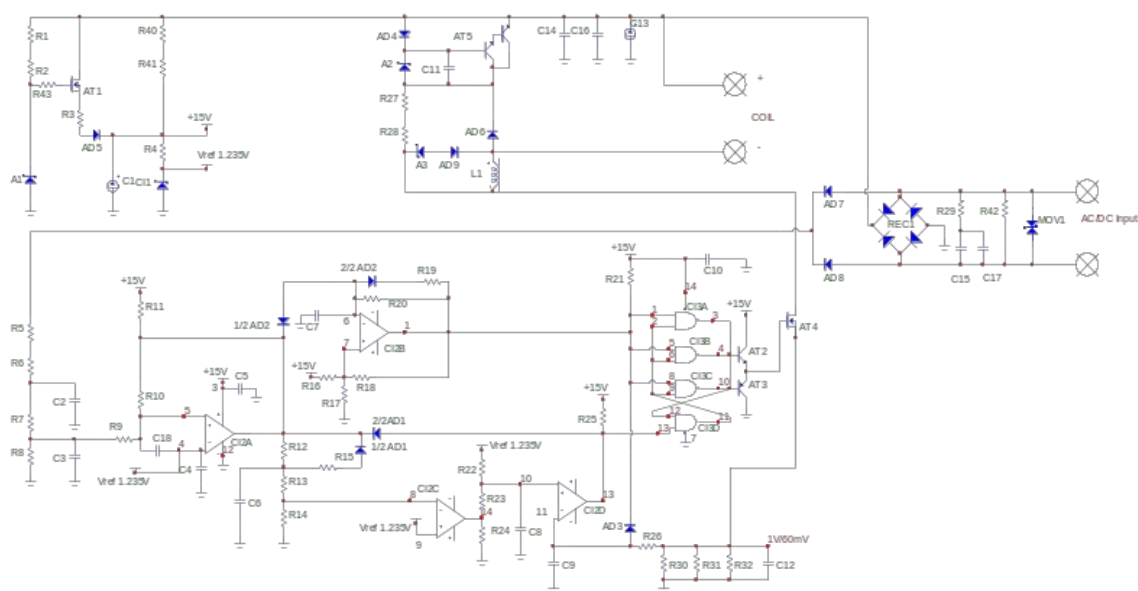 R1
R40
AD4
AT5
C14
C16
G13
R2
R41
A2
C11
+
R43
AT1
R27
COIL
R3
+15V
R28
AD6
AD5
R4
Vref 1.235V
A3
AD9
-
A1
C1
CI1
L1
AD7
R29
R42
MOV1
AC/DC Input
REC1
AD8
C15
C17
+15V
C10
2/2AD2
R19
R21
14
+15V
R11
R20
CI3A
+15V
1
3
2
R5
1/2 AD2
C7
6
1
AT4
CI2B
CI3B
5
4
AT2
6
R6
7
+15V
R16
R18
CI3C
8
10
9
AT3
+15V
3
C5
R17
+15V
C2
R10
5
12
11
R7
R9
2/2AD1
R25
13
CI3D
7
CI2A
C18
4
12
R12
1/2 AD1
Vref 1.235V
R8
C3
C4
R15
R22
Vref 1.235V
R13
10
13
C6
8
CI2C
R23
CI2D
R14
14
11
Vref 1.235V
R24
C8
AD3
9
R26
1V/60mV
C9
R30
R31
R32
C12